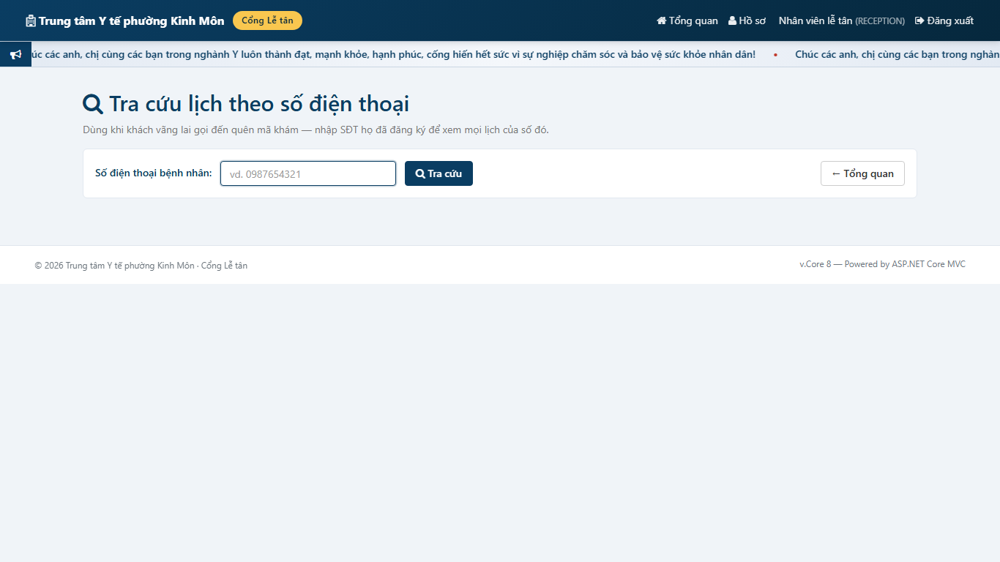 Trung tâm Y tế phường Kinh Môn Cổng Lễ tân Tổng quan Hồ sơ Nhân viên lễ tân (RECEPTION) Đăng xuất
các anh, chị cùng các bạn trong nghành Y luôn thành đạt, mạnh khỏe, hạnh phúc, cống hiến hết sức vì sự nghiệp chăm sóc và bảo vệ sức khỏe nhân dân! • Chúc các anh, chị cùng các bạn trong nghàn
Tra cứu lịch theo số điện thoại
Dùng khi khách vãng lai gọi đến quên mã khám — nhập SĐT họ đã đăng ký để xem mọi lịch của số đó.
Số điện thoại bệnh nhân: vd. 0987654321 Tra cứu ← Tổng quan
© 2026 Trung tâm Y tế phường Kinh Môn · Cổng Lễ tân v.Core 8 — Powered by ASP.NET Core MVC